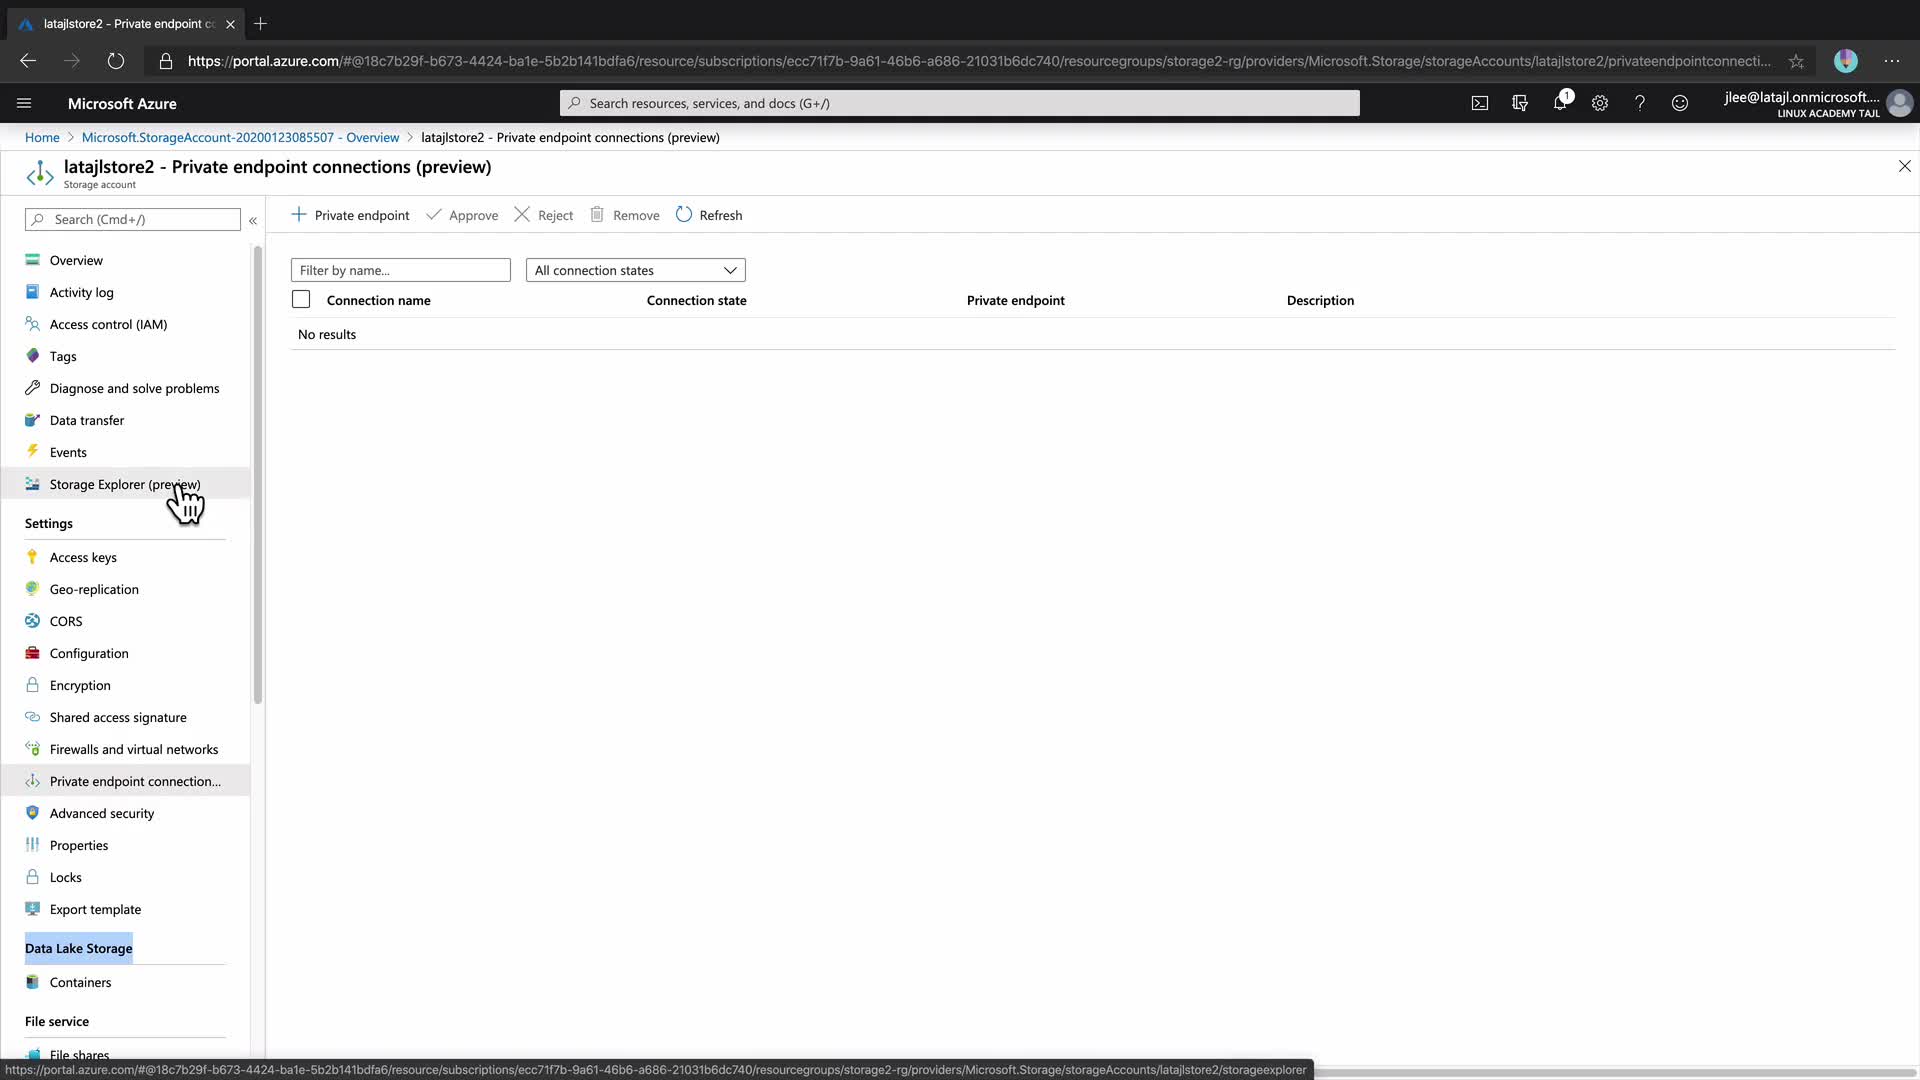 latajlstore2 - Private endpoint co
https://portal.azure.com/#@18c7b29f-b673-4424-ba1e-5b2b141bdfa6/resource/subscriptions/ecc71f7b-9a61-46b6-a686-21031b6dc740/resourcegroups/storage2-rg/providers/Microsoft.Storage/storageAccounts/latajlstore2/privateendpointconnecti...
Microsoft Azure
Search resources, services, and docs (G+/)
1
jlee@latajl.onmicrosoft....
LINUX ACADEMY TAJL
Home > Microsoft.StorageAccount-20200123085507 - Overview > latajlstore2 - Private endpoint connections (preview)
latajlstore2 - Private endpoint connections (preview)
Storage account
Search (Cmd+/)
«
Private endpoint
Approve
Reject
Remove
Refresh
Filter by name...
All connection states
Connection name
Connection state
Private endpoint
Description
No results
Overview
Activity log
Access control (IAM)
Tags
Diagnose and solve problems
Data transfer
Events
Storage Explorer (preview)
Settings
Access keys
Geo-replication
CORS
Configuration
Encryption
Shared access signature
Firewalls and virtual networks
Private endpoint connection...
Advanced security
Properties
Locks
Export template
Data Lake Storage
Containers
File service
File shares
https://portal.azure.com/#@18c7b29f-b673-4424-ba1e-5b2b141bdfa6/resource/subscriptions/ecc71f7b-9a61-46b6-a686-21031b6dc740/resourcegroups/storage2-rg/providers/Microsoft.Storage/storageAccounts/latajlstore2/storageexplorer